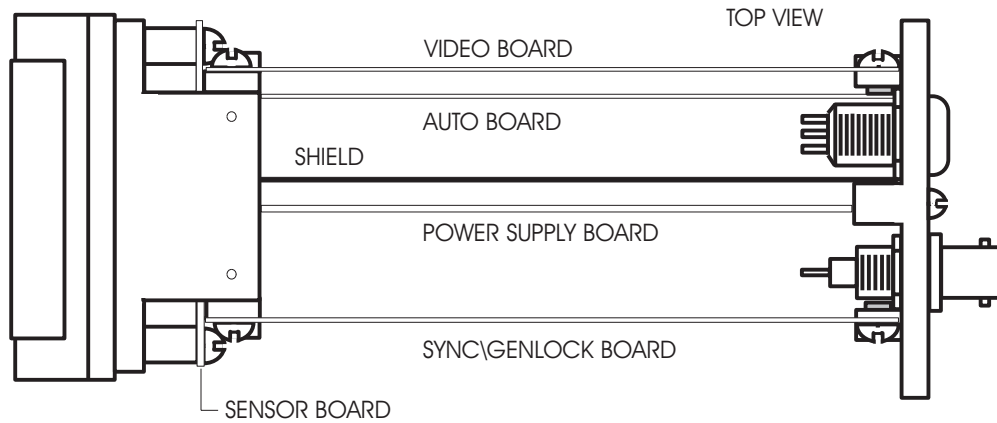 TOP VIEW
VIDEO BOARD
AUTO BOARD
SHIELD
POWER SUPPLY BOARD
SYNC\GENLOCK BOARD
SENSOR BOARD